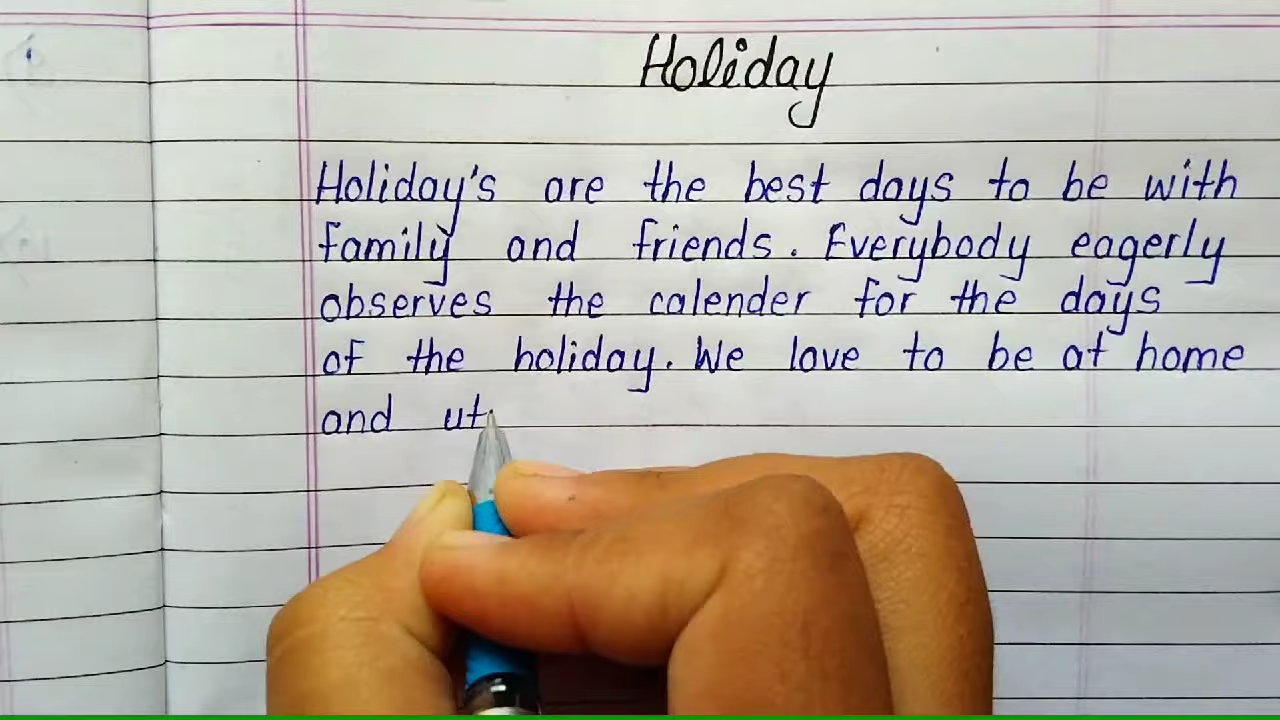 Holiday
Holiday's are the best days to be with
family and friends. Everybody eagerly
observes the calender for the days
of the holiday. We love to be at home
and ut